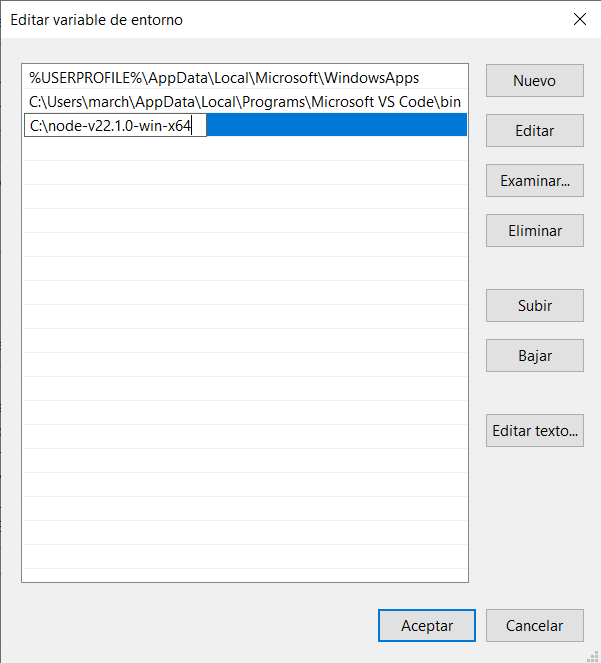 Editar variable de entorno
%USERPROFILE%\AppData\Local\Microsoft\WindowsApps
C:\Users\march\AppData\Local\Programs\Microsoft VS Code\bin
C:\node-v22.1.0-win-x64
Nuevo
Editar
Examinar...
Eliminar
Subir
Bajar
Editar texto...
Aceptar
Cancelar